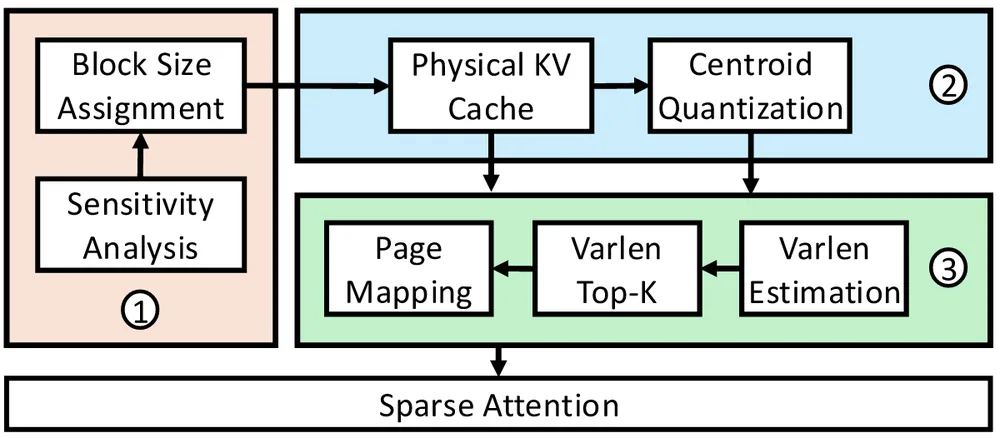 Block Size
Assignment
Sensitivity
Analysis
1
Physical KV
Cache
Centroid
Quantization
2
Page
Mapping
Varlen
Top-K
Varlen
Estimation
3
Sparse Attention